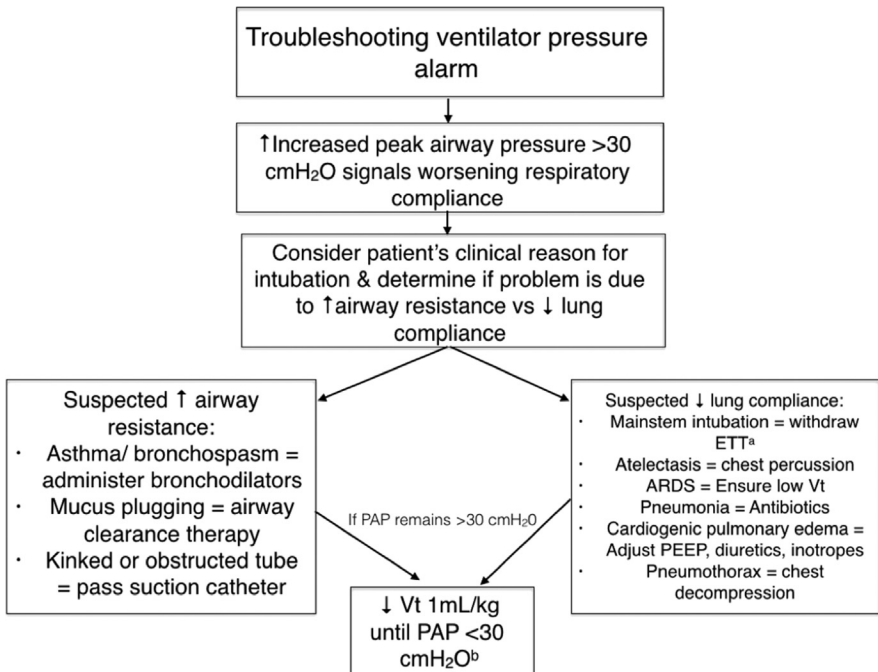 Troubleshooting ventilator pressure
alarm
↑Increased peak airway pressure >30
cmH₂O signals worsening respiratory
compliance
Consider patient’s clinical reason for
intubation & determine if problem is due
to ↑airway resistance vs ↓ lung
compliance
Suspected ↑ airway
resistance:
· Asthma/ bronchospasm =
administer bronchodilators
· Mucus plugging = airway
clearance therapy
· Kinked or obstructed tube
= pass suction catheter
If PAP remains >30 cmH₂0
Suspected ↓ lung compliance:
· Mainstem intubation = withdraw
ETTᵃ
· Atelectasis = chest percussion
· ARDS = Ensure low Vt
· Pneumonia = Antibiotics
· Cardiogenic pulmonary edema =
Adjust PEEP, diuretics, inotropes
· Pneumothorax = chest
decompression
↓ Vt 1mL/kg
until PAP <30
cmH₂Oᵇ